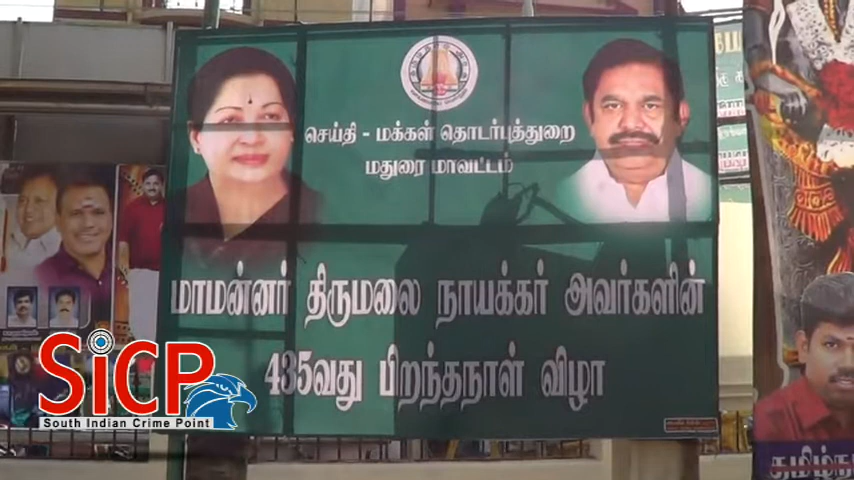 செய்தி - மக்கள் தொடர்புத்துறை
மதுரை மாவட்டம்
மாமன்னர் திருமலை நாயக்கர் அவர்களின்
435வது பிறந்தநாள் விழா
SiCP
South Indian Crime Point